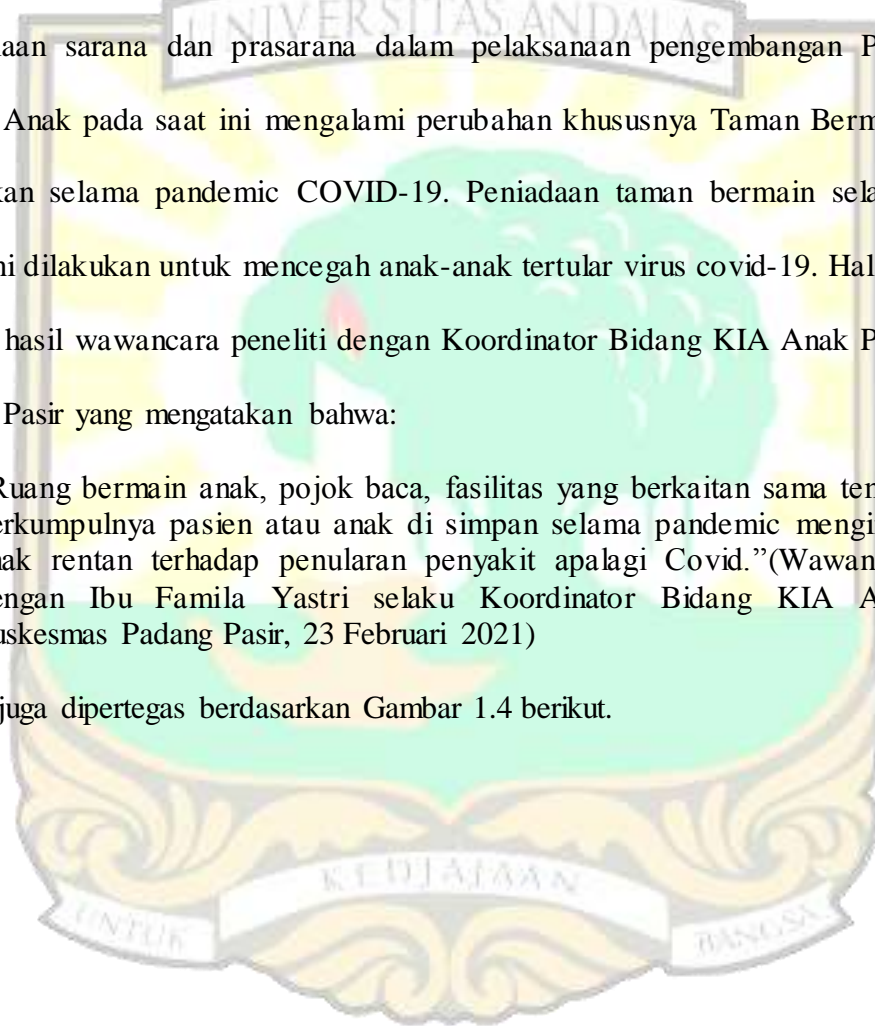 UNIVERSITAS ANDALAS
naan sarana dan prasarana dalam pelaksanaan pengembangan P
Anak pada saat ini mengalami perubahan khususnya Taman Berm
kan selama pandemic COVID-19. Peniadaan taman bermain sela
ni dilakukan untuk mencegah anak-anak tertular virus covid-19. Hal
hasil wawancara peneliti dengan Koordinator Bidang KIA Anak P
Pasir yang mengatakan bahwa:
Ruang bermain anak, pojok baca, fasilitas yang berkaitan sama ten
erkumpulnya pasien atau anak di simpan selama pandemic mengi
nak rentan terhadap penularan penyakit apalagi Covid.”(Wawan
engan Ibu Famila Yastri selaku Koordinator Bidang KIA A
uskesmas Padang Pasir, 23 Februari 2021)
juga dipertegas berdasarkan Gambar 1.4 berikut.
KEDJAJAAN
UNTUK BANGSA